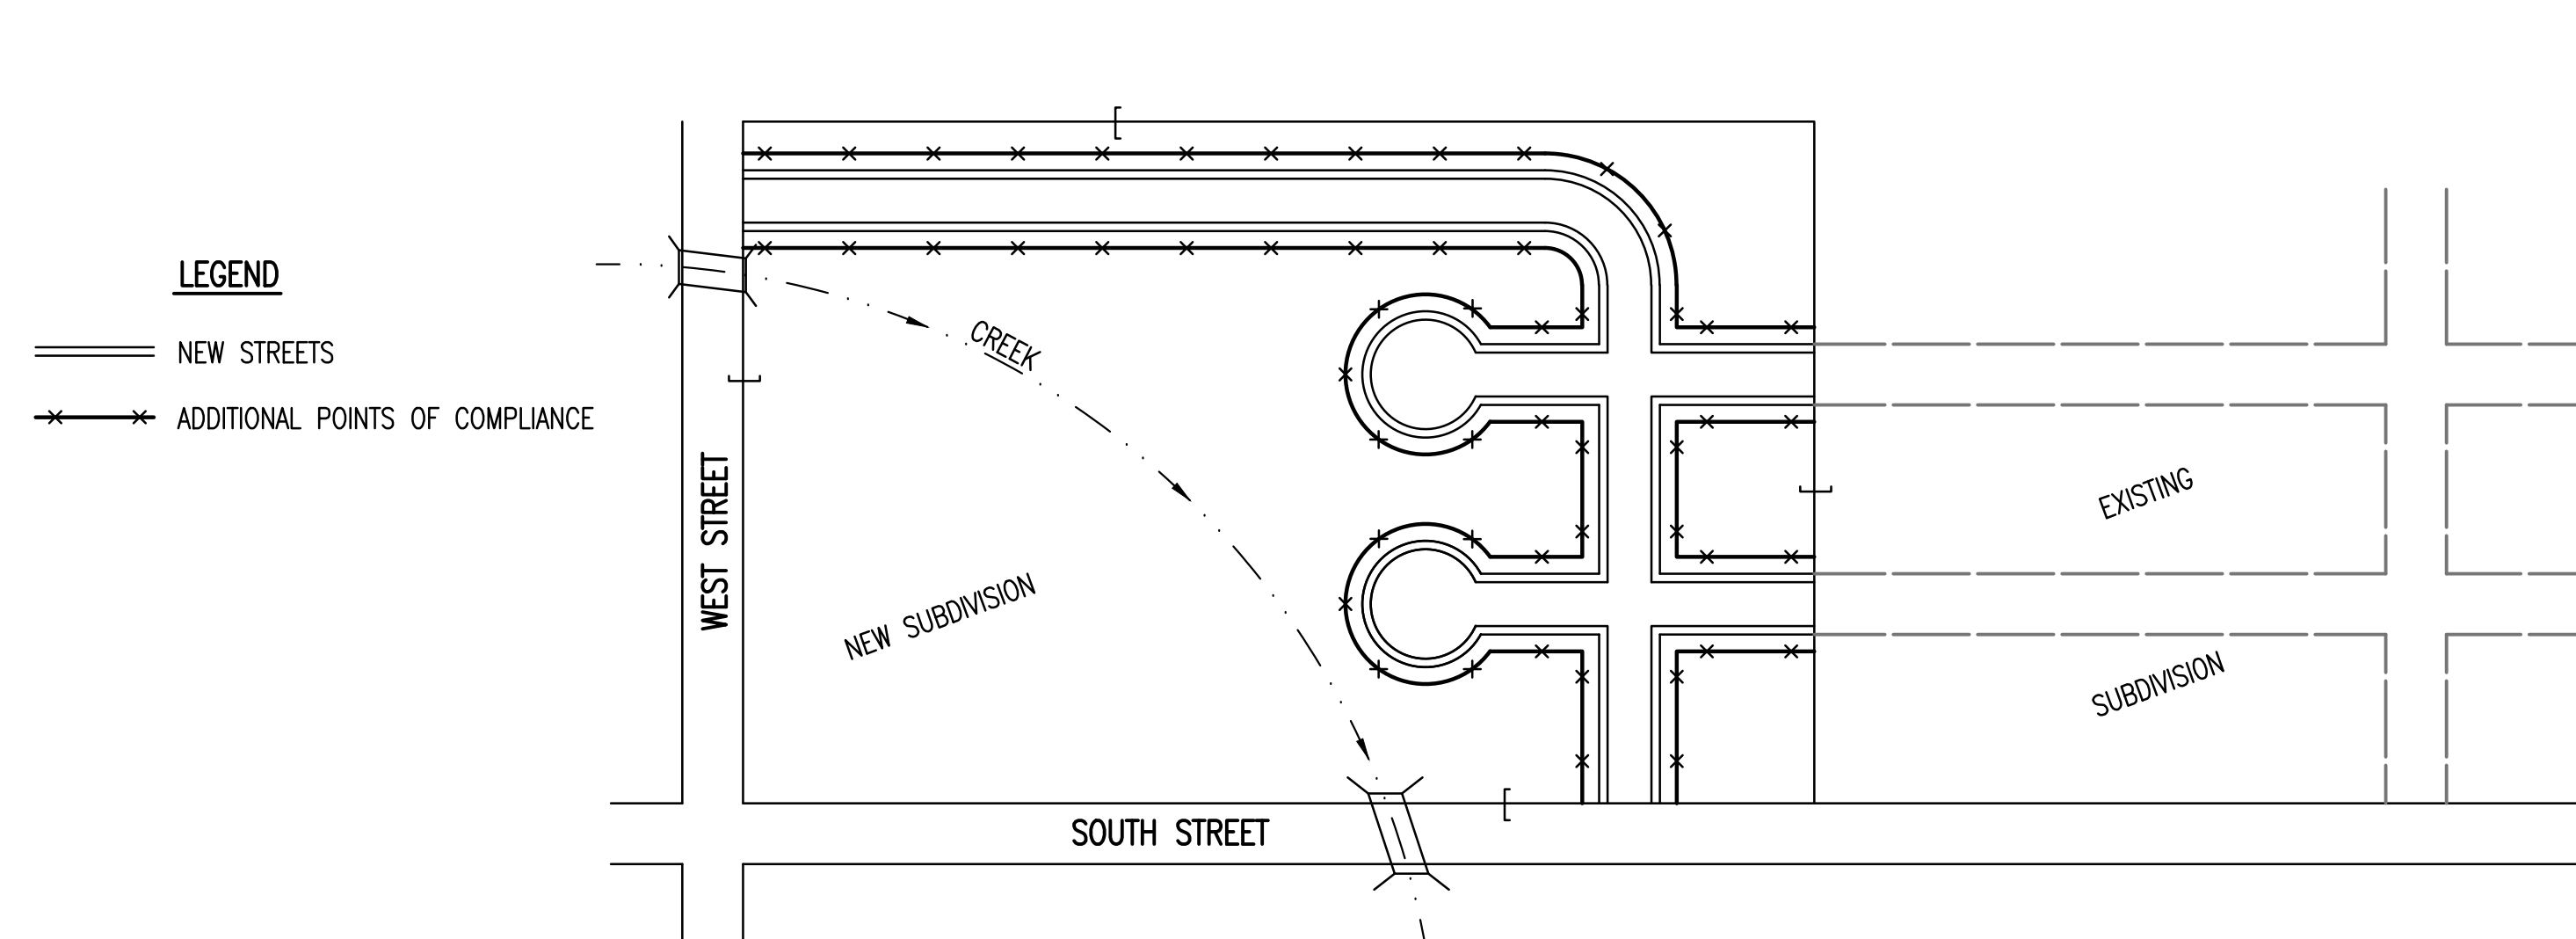 LEGEND
NEW STREETS
ADDITIONAL POINTS OF COMPLIANCE
WEST STREET
CREEK
NEW SUBDIVISION
SOUTH STREET
EXISTING
SUBDIVISION